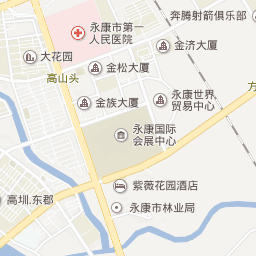 奔腾射箭俱乐部
永康市第一
人民医院
金济大厦
大花园
金松大厦
高山头
永康世界
贸易中心
方
金族大厦
永康国际
会展中心
紫薇花园酒店
高圳.东郡
永康市林业局